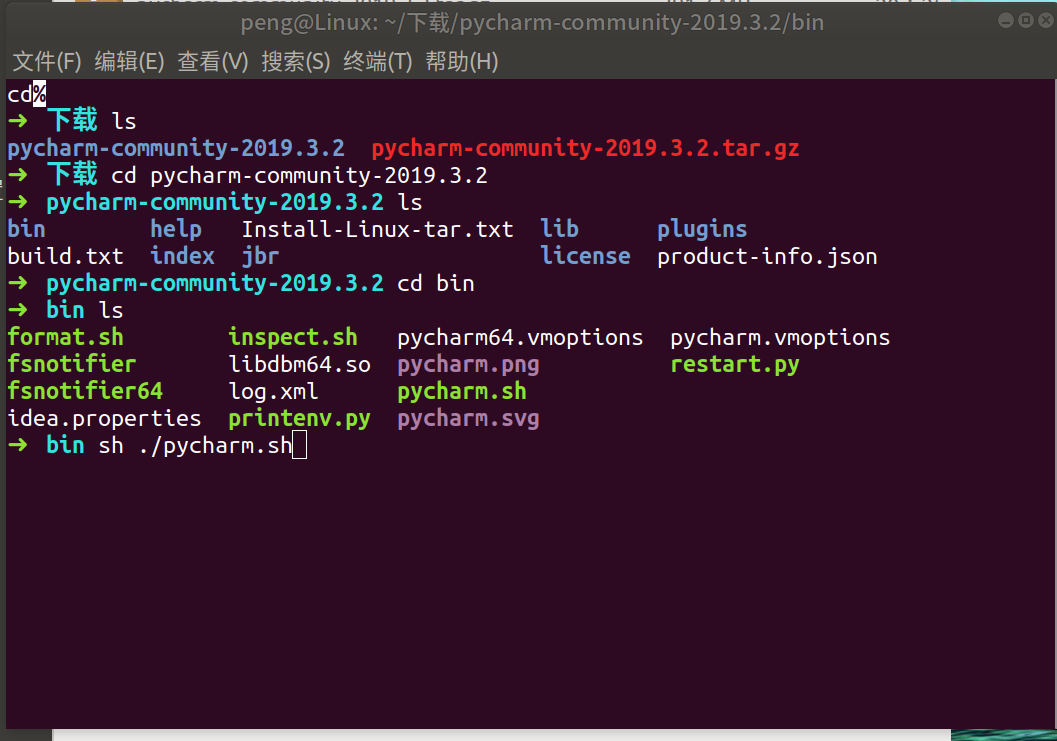 peng@Linux: ~/下载/pycharm-community-2019.3.2/bin
文件(F) 编辑(E) 查看(V) 搜索(S) 终端(T) 帮助(H)
cd%
➜ 下载 ls
pycharm-community-2019.3.2 pycharm-community-2019.3.2.tar.gz
➜ 下载 cd pycharm-community-2019.3.2
➜ pycharm-community-2019.3.2 ls
bin help Install-Linux-tar.txt lib plugins
build.txt index jbr license product-info.json
➜ pycharm-community-2019.3.2 cd bin
➜ bin ls
format.sh inspect.sh pycharm64.vmoptions pycharm.vmoptions
fsnotifier libdbm64.so pycharm.png restart.py
fsnotifier64 log.xml pycharm.sh
idea.properties printenv.py pycharm.svg
➜ bin sh ./pycharm.sh